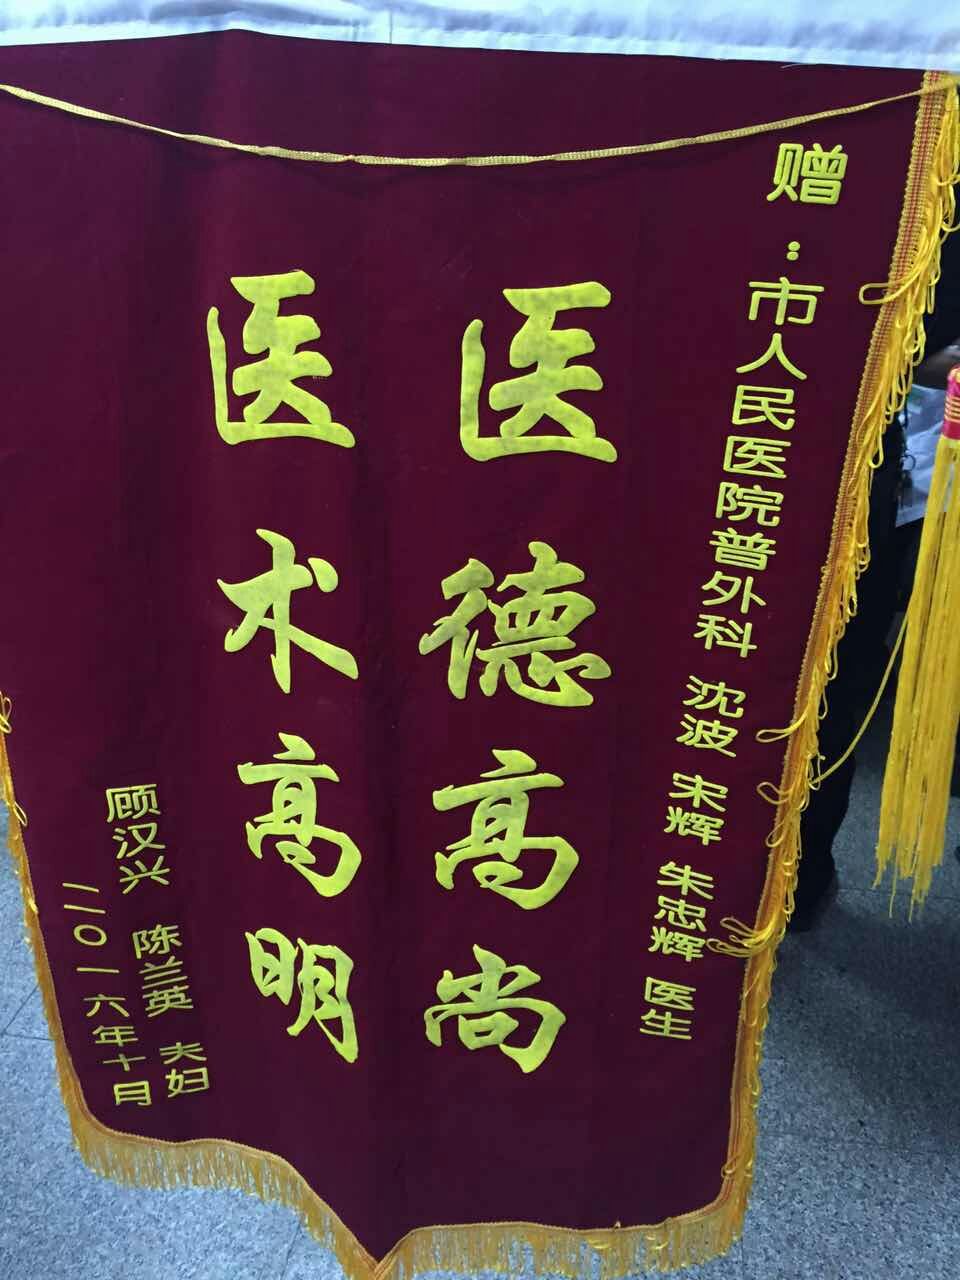 赠：市人民医院普外科 沈波 宋辉 朱忠辉 医生
医德高尚
医术高明
顾汉兴 陈兰英 夫妇
二〇一六年十月